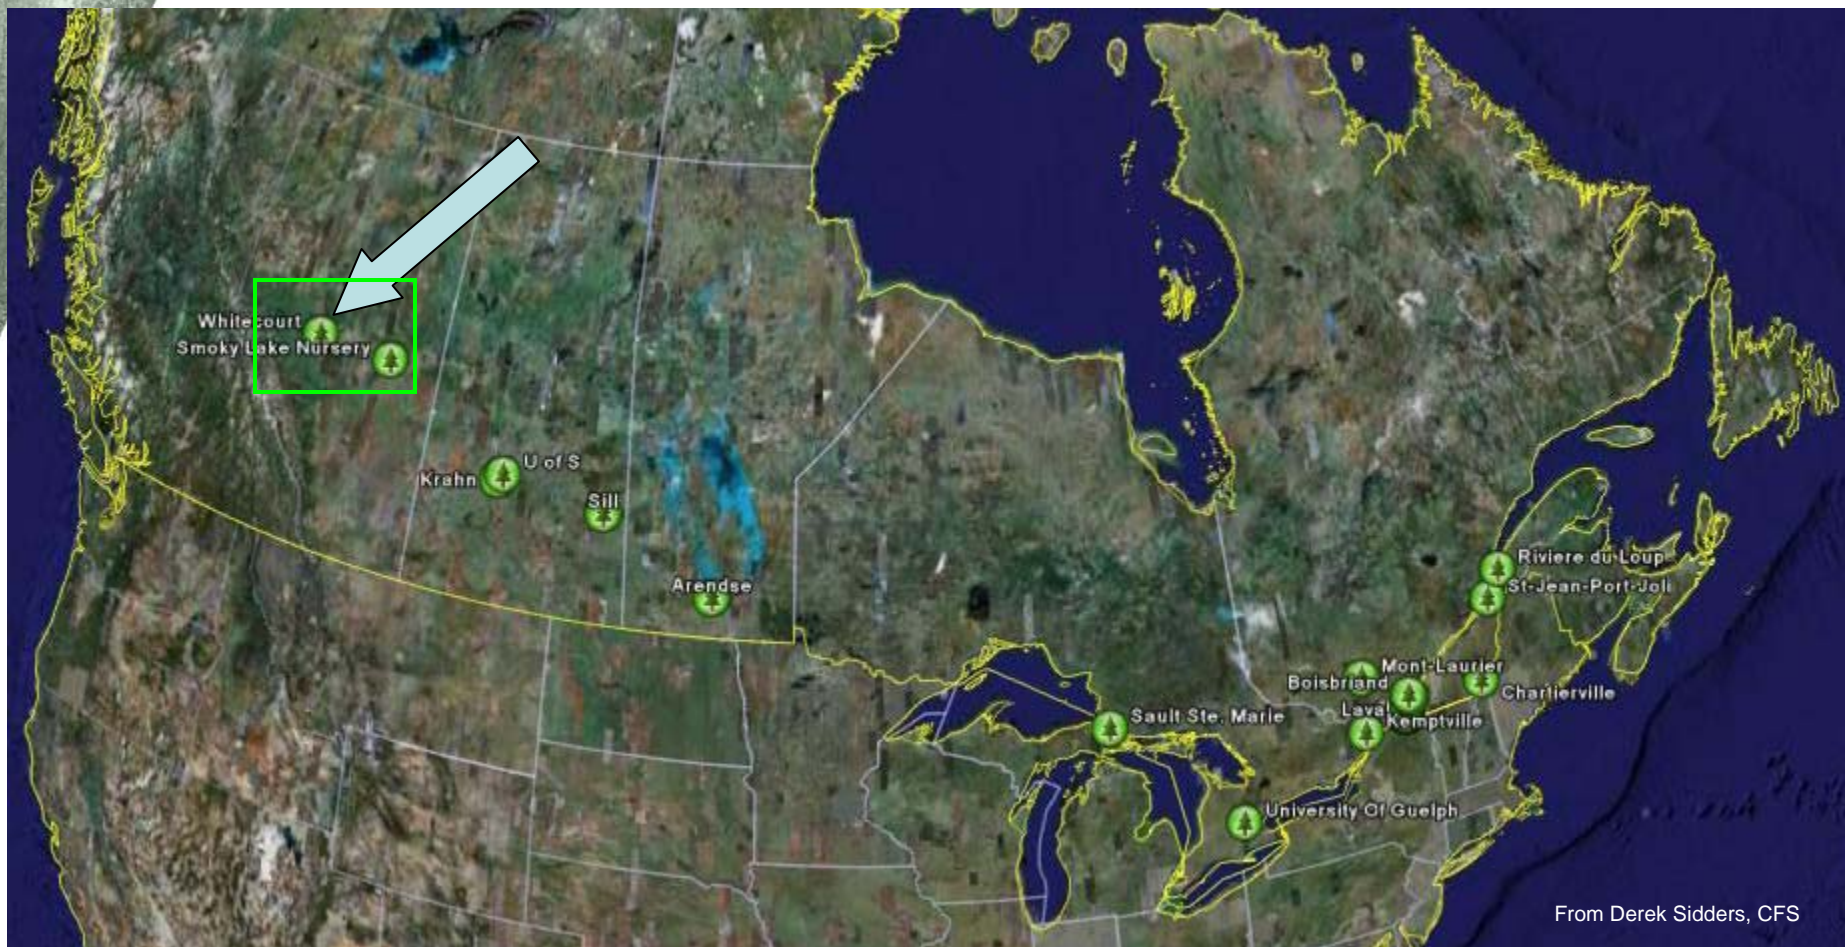 Whitecourt
Smoky Lake Nursery
U of S
Krahn
Sill
Arendse
Riviere du Loup
St-Jean-Port-Joli
Mont-Laurier
Boisbriand
Chartierville
Laval
Kemptville
Sault Ste. Marie
University Of Guelph
From Derek Sidders, CFS